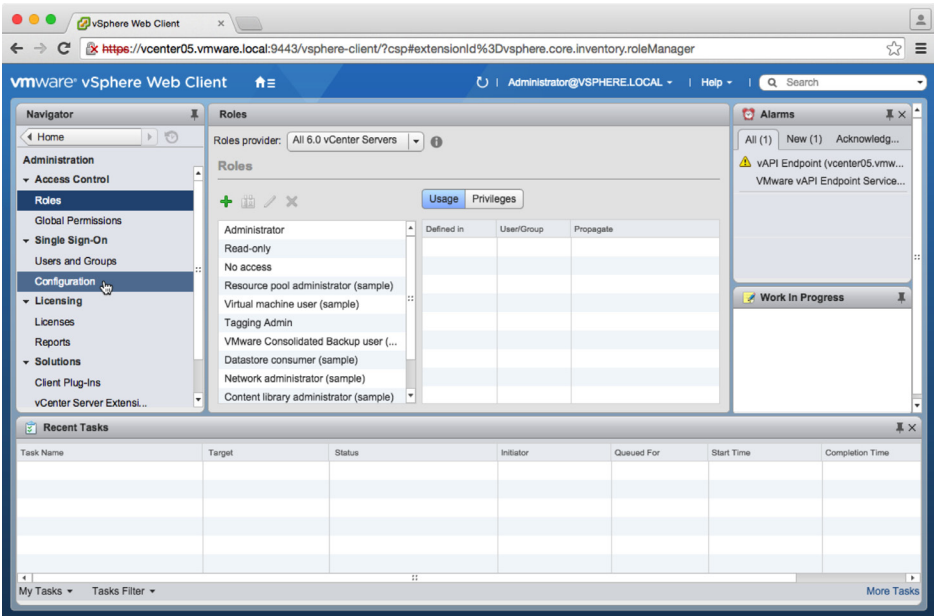 vSphere Web Client
https://vcenter05.vmware.local:9443/vsphere-client/?csp#extensionId%3Dvsphere.core.inventory.roleManager
vmware® vSphere Web Client
Administrator@VSPHERE.LOCAL
Help
Search
Navigator
Home
Administration
Access Control
Roles
Global Permissions
Single Sign-On
Users and Groups
Configuration
Licensing
Licenses
Reports
Solutions
Client Plug-Ins
vCenter Server Extensi...
Roles
Roles provider: All 6.0 vCenter Servers
Roles
Administrator
Read-only
No access
Resource pool administrator (sample)
Virtual machine user (sample)
Tagging Admin
VMware Consolidated Backup user (...
Datastore consumer (sample)
Network administrator (sample)
Content library administrator (sample)
Usage Privileges
Defined in User/Group Propagate
Alarms
All (1) New (1) Acknowledg...
vAPI Endpoint (vcenter05.vmw...
VMware vAPI Endpoint Service...
Work In Progress
Recent Tasks
Task Name Target Status Initiator Queued For Start Time Completion Time
My Tasks Tasks Filter More Tasks